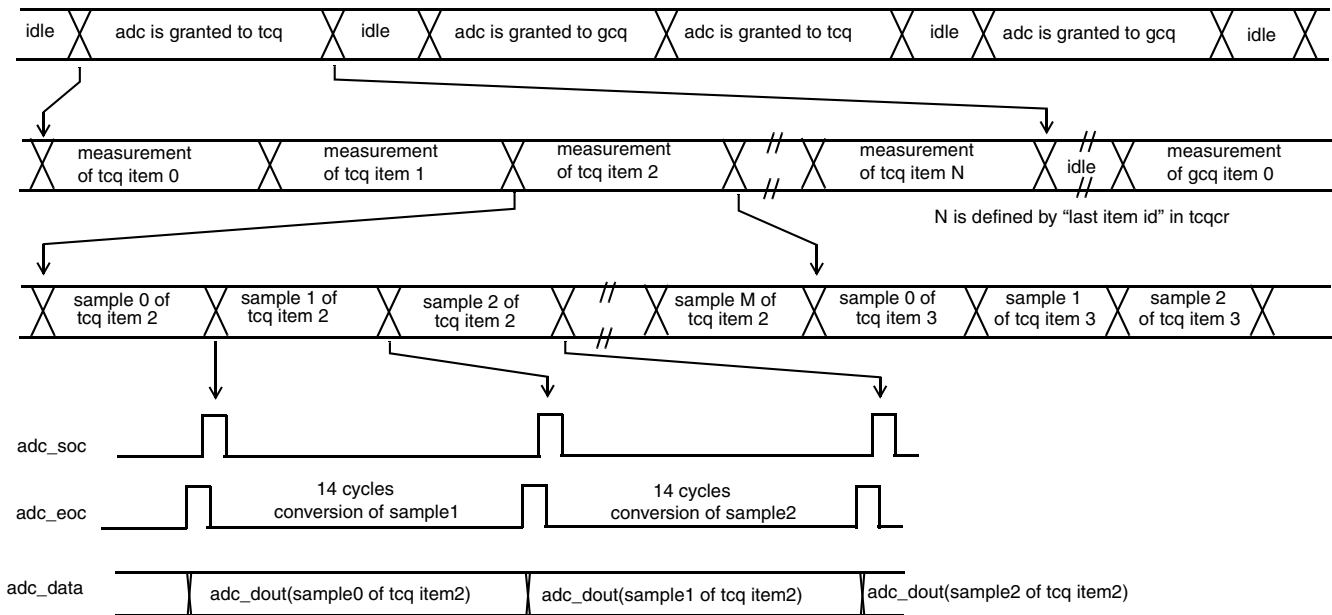 idle
adc is granted to tcq
idle
adc is granted to gcq
adc is granted to tcq
idle
adc is granted to gcq
idle
measurement
of tcq item 0
measurement
of tcq item 1
measurement
of tcq item 2
measurement
of tcq item N
idle
measurement
of gcq item 0
N is defined by “last item id” in tcqcr
sample 0 of
tcq item 2
sample 1 of
tcq item 2
sample 2 of
tcq item 2
sample M of
tcq item 2
sample 0 of
tcq item 3
sample 1
of tcq item 3
sample 2
of tcq item 3
adc_soc
adc_eoc
14 cycles
conversion of sample1
14 cycles
conversion of sample2
adc_data
adc_dout(sample0 of tcq item2)
adc_dout(sample1 of tcq item2)
adc_dout(sample2 of tcq item2)